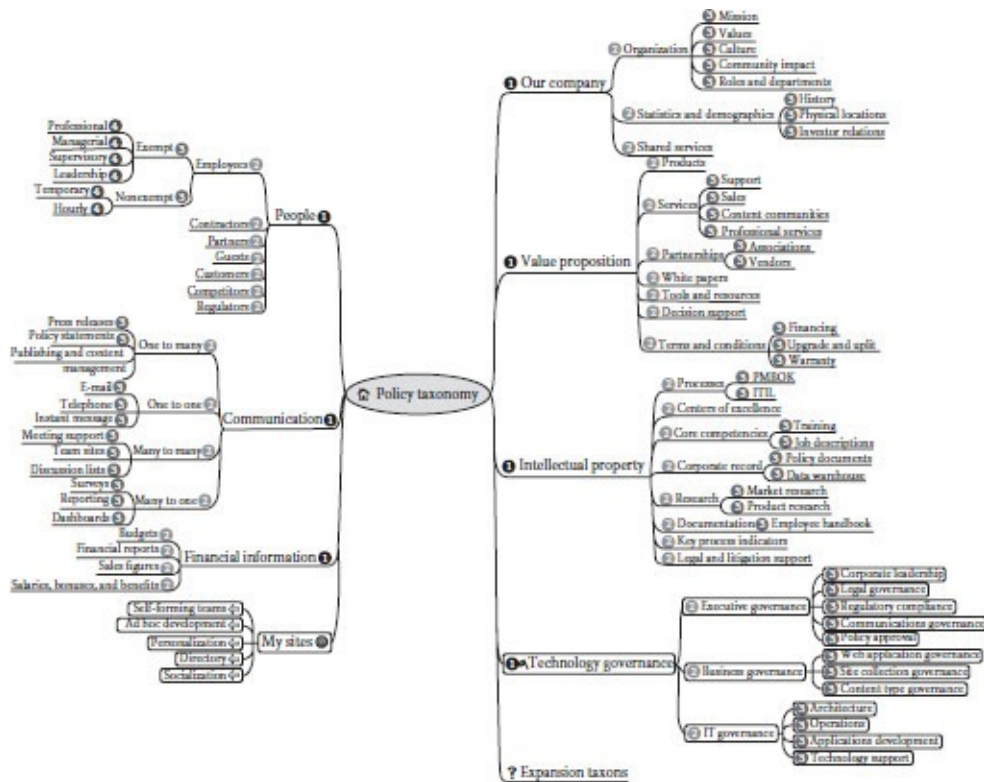 Policy taxonomy
Our company
Organization
Mission
Values
Culture
Community impact
Roles and departments
Statistics and demographics
History
Physical locations
Investor relations
Shared services
Value proposition
Products
Services
Support
Sales
Content communities
Professional services
Partnerships
Associations
Vendors
White papers
Tools and resources
Decision support
Terms and conditions
Financing
Upgrade and uplit
Warranty
Intellectual property
Processes
PMBOK
ITIL
Centers of excellence
Core competencies
Training
Job descriptions
Corporate record
Policy documents
Data warehouse
Research
Market research
Product research
Documentation
Employee handbook
Key process indicators
Legal and litigation support
Technology governance
Executive governance
Corporate leadership
Legal governance
Regulatory compliance
Communications governance
Policy approval
Business governance
Web application governance
Site collection governance
Content type governance
IT governance
Architecture
Operations
Applications development
Technology support
? Expansion taxons
People
Employees
Exempt
Professional
Managerial
Supervisory
Leadership
Nonexempt
Temporary
Hourly
Contractors
Partners
Guests
Customers
Competitors
Regulators
Communication
One to many
Press releases
Policy statements
Publishing and content
management
One to one
E-mail
Telephone
Instant message
Many to many
Meeting support
Team sites
Discussion lists
Many to one
Surveys
Reporting
Dashboards
Financial information
Budgets
Financial reports
Sales figures
Salaries, bonuses, and benefits
My sites
Self-forming teams
Ad hoc development
Personalization
Directory
Socialization